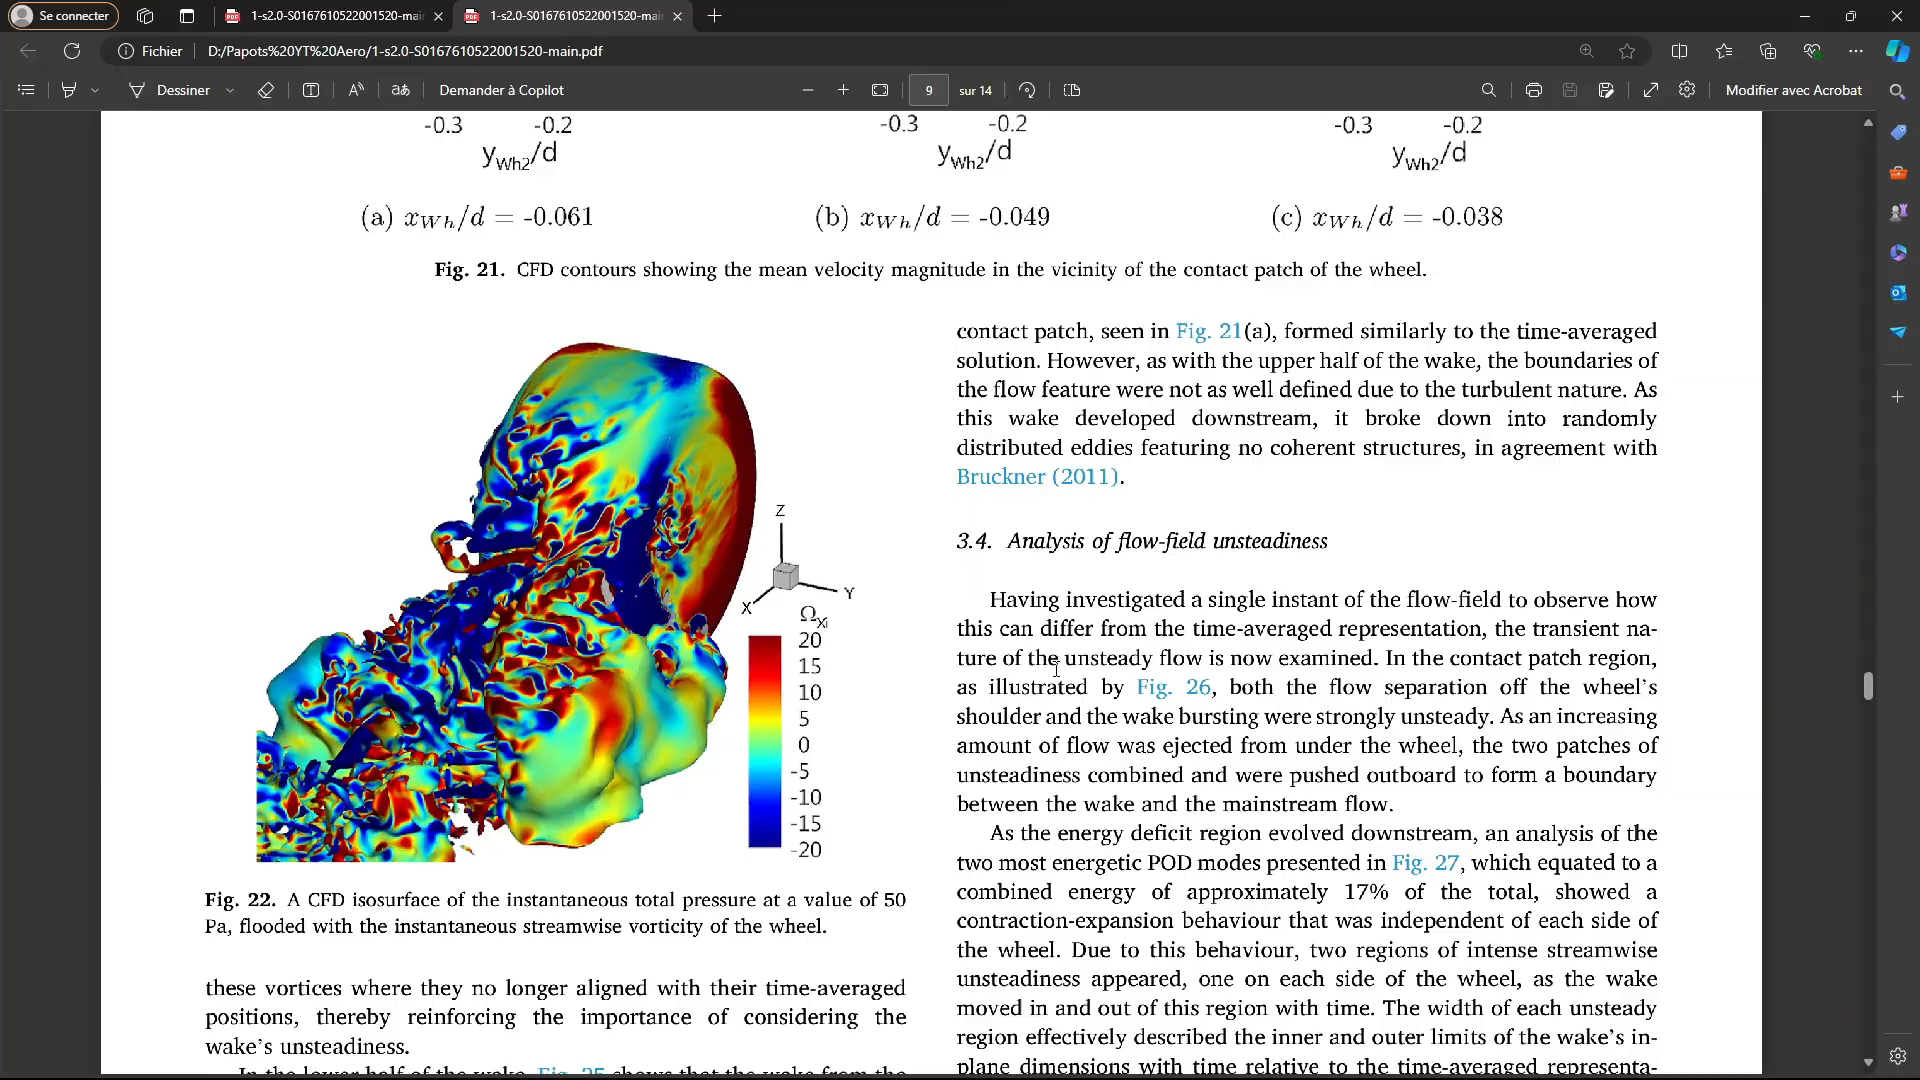 Se connecter
1-s2.0-S0167610522001520-mai
1-s2.0-S0167610522001520-mai
Fichier
D:/Papots%20YT%20Aero/1-s2.0-S0167610522001520-main.pdf
Dessiner
Demander à Copilot
9
sur 14
Modifier avec Acrobat
-0.3 -0.2
yWh2/d
-0.3 -0.2
yWh2/d
-0.3 -0.2
yWh2/d
(a) xWh/d = -0.061
(b) xWh/d = -0.049
(c) xWh/d = -0.038
Fig. 21. CFD contours showing the mean velocity magnitude in the vicinity of the contact patch of the wheel.
Z
Y
X
Ωxi
20
15
10
5
0
-5
-10
-15
-20
Fig. 22. A CFD isosurface of the instantaneous total pressure at a value of 50
Pa, flooded with the instantaneous streamwise vorticity of the wheel.
these vortices where they no longer aligned with their time-averaged
positions, thereby reinforcing the importance of considering the
wake's unsteadiness.
In the lower half of the wake, Fig. 25 shows that the wake from the
contact patch, seen in Fig. 21(a), formed similarly to the time-averaged
solution. However, as with the upper half of the wake, the boundaries of
the flow feature were not as well defined due to the turbulent nature. As
this wake developed downstream, it broke down into randomly
distributed eddies featuring no coherent structures, in agreement with
Bruckner (2011).
3.4. Analysis of flow-field unsteadiness
Having investigated a single instant of the flow-field to observe how
this can differ from the time-averaged representation, the transient na-
ture of the unsteady flow is now examined. In the contact patch region,
as illustrated by Fig. 26, both the flow separation off the wheel's
shoulder and the wake bursting were strongly unsteady. As an increasing
amount of flow was ejected from under the wheel, the two patches of
unsteadiness combined and were pushed outboard to form a boundary
between the wake and the mainstream flow.
As the energy deficit region evolved downstream, an analysis of the
two most energetic POD modes presented in Fig. 27, which equated to a
combined energy of approximately 17% of the total, showed a
contraction-expansion behaviour that was independent of each side of
the wheel. Due to this behaviour, two regions of intense streamwise
unsteadiness appeared, one on each side of the wheel, as the wake
moved in and out of this region with time. The width of each unsteady
region effectively described the inner and outer limits of the wake's in-
plane dimensions with time relative to the time-averaged representa-